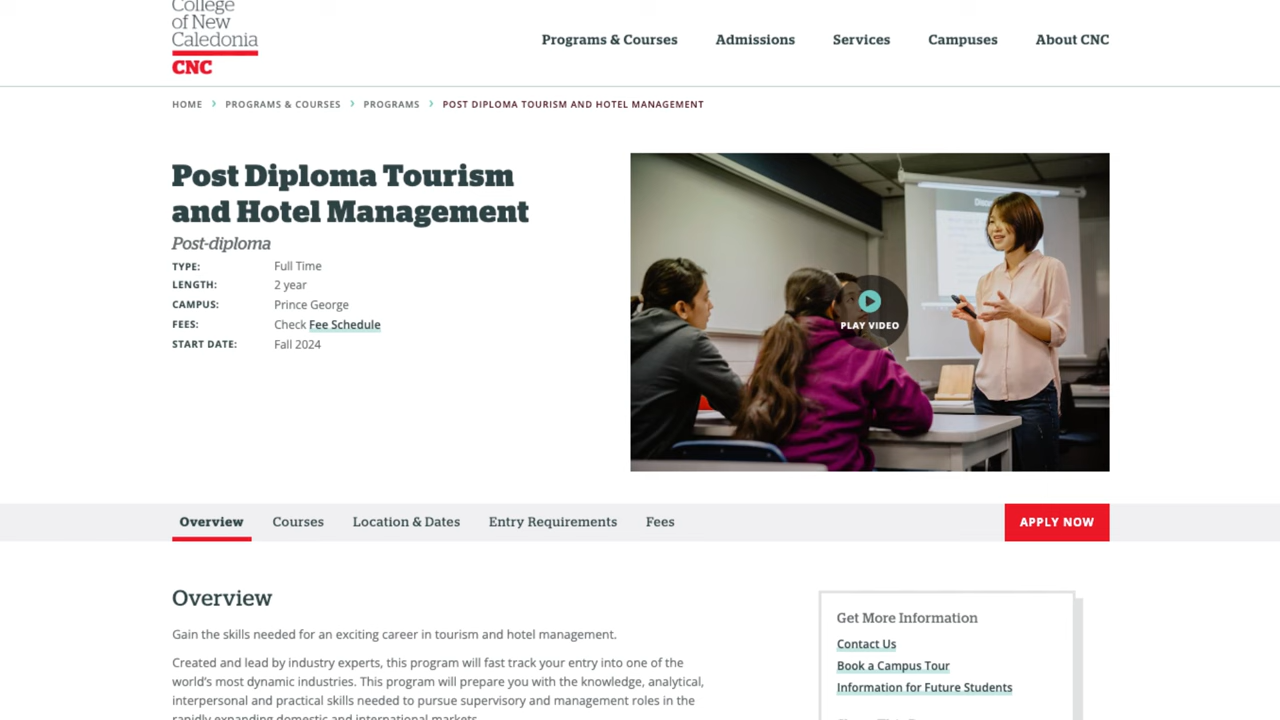 College
of New
Caledonia
CNC
Programs & Courses
Admissions
Services
Campuses
About CNC
HOME
PROGRAMS & COURSES
PROGRAMS
POST DIPLOMA TOURISM AND HOTEL MANAGEMENT
Post Diploma Tourism
and Hotel Management
Post-diploma
TYPE: Full Time
LENGTH: 2 year
CAMPUS: Prince George
FEES: Check Fee Schedule
START DATE: Fall 2024
PLAY VIDEO
Overview
Courses
Location & Dates
Entry Requirements
Fees
APPLY NOW
Overview
Gain the skills needed for an exciting career in tourism and hotel management.
Created and lead by industry experts, this program will fast track your entry into one of the
world's most dynamic industries. This program will prepare you with the knowledge, analytical,
interpersonal and practical skills needed to pursue supervisory and management roles in the
rapidly expanding domestic and international markets.
Get More Information
Contact Us
Book a Campus Tour
Information for Future Students